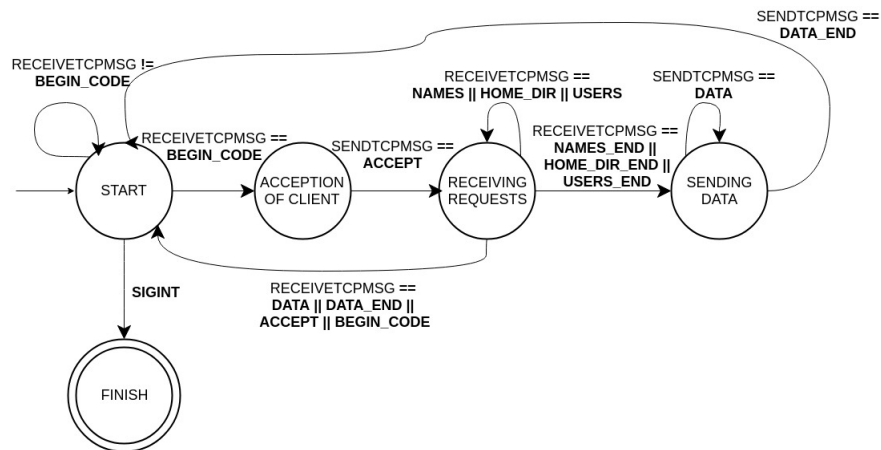 SENDTCPMSG ==
DATA_END
RECEIVETCPMSG !=
BEGIN_CODE
RECEIVETCPMSG ==
NAMES || HOME_DIR || USERS
SENDTCPMSG ==
DATA
RECEIVETCPMSG ==
BEGIN_CODE
SENDTCPMSG ==
ACCEPT
RECEIVETCPMSG ==
NAMES_END ||
HOME_DIR_END ||
USERS_END
START
ACCEPTION
OF CLIENT
RECEIVING
REQUESTS
SENDING
DATA
SIGINT
RECEIVETCPMSG ==
DATA || DATA_END ||
ACCEPT || BEGIN_CODE
FINISH